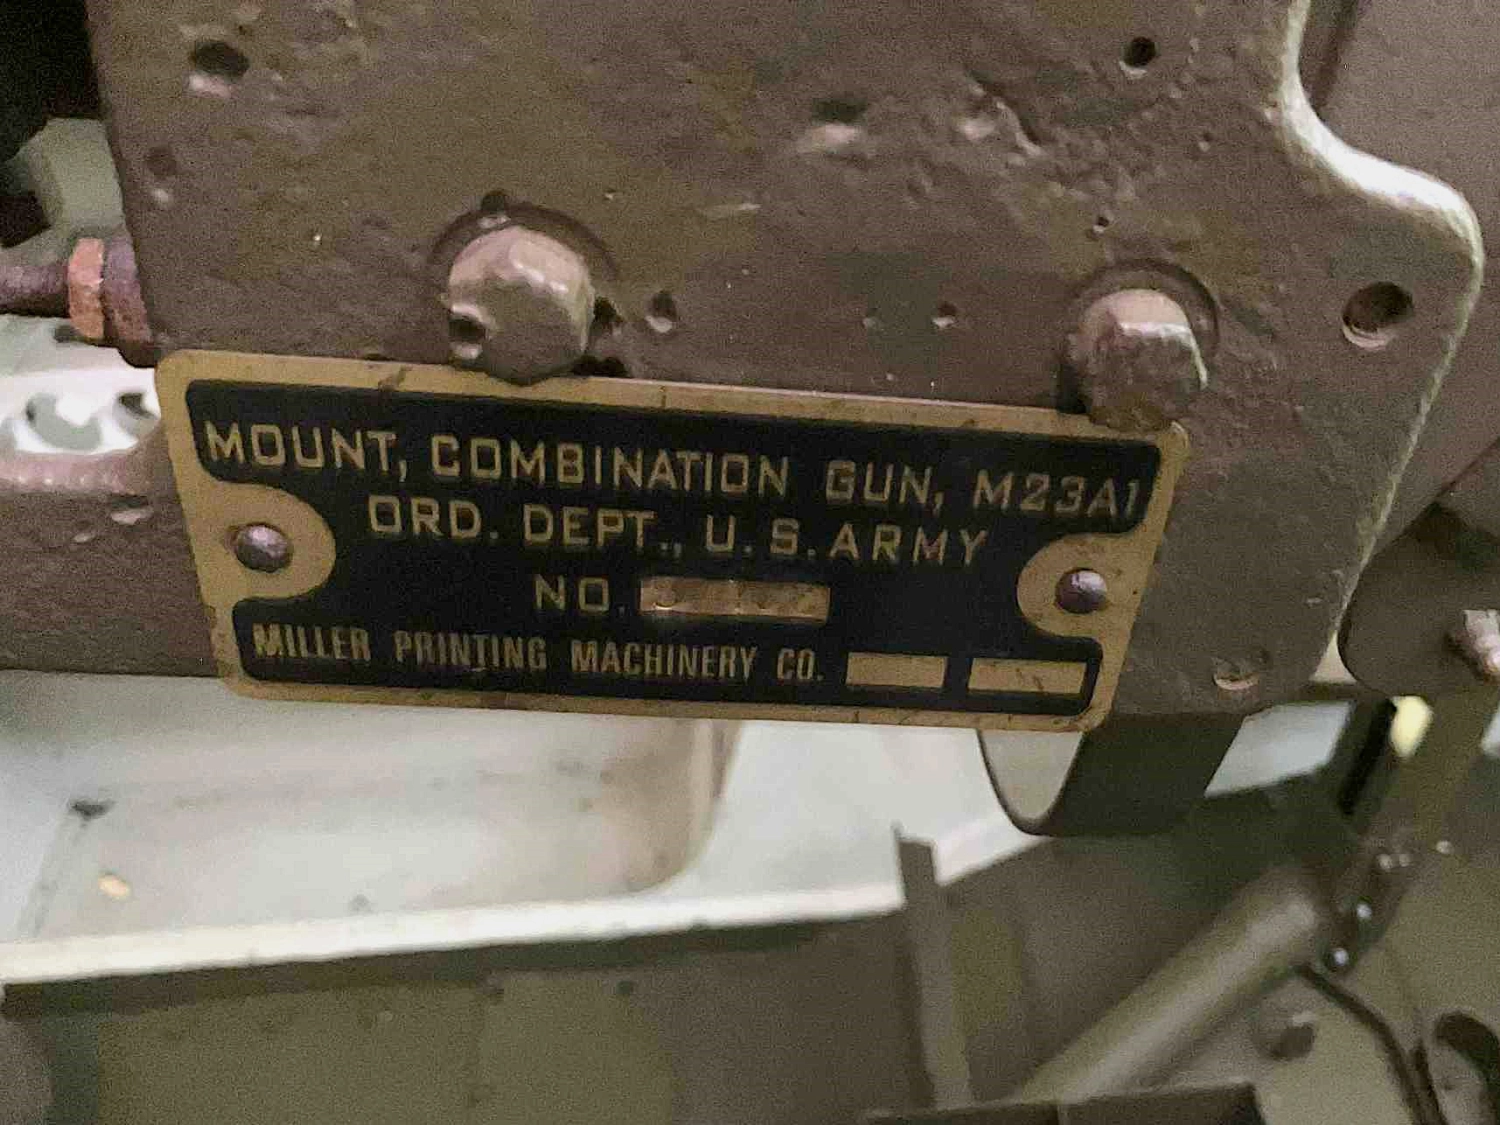 MOUNT, COMBINATION GUN, M23A1
ORD. DEPT., U.S. ARMY
NO.
MILLER PRINTING MACHINERY CO.